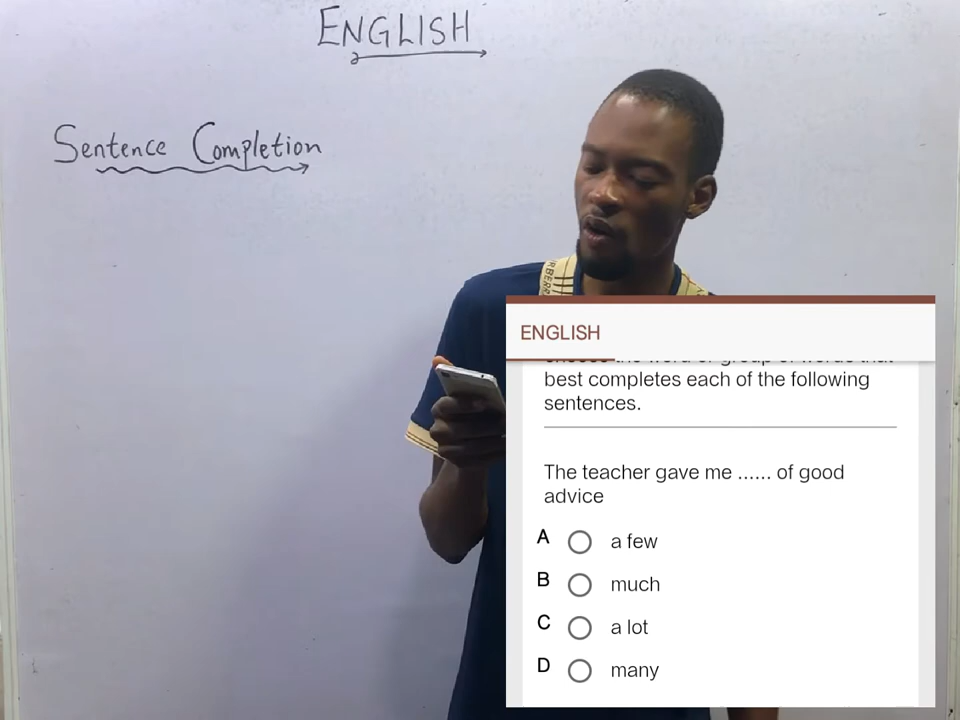 ENGLISH
Sentence Completion
ENGLISH
best completes each of the following
sentences.
The teacher gave me ...... of good
advice
A a few
B much
C a lot
D many